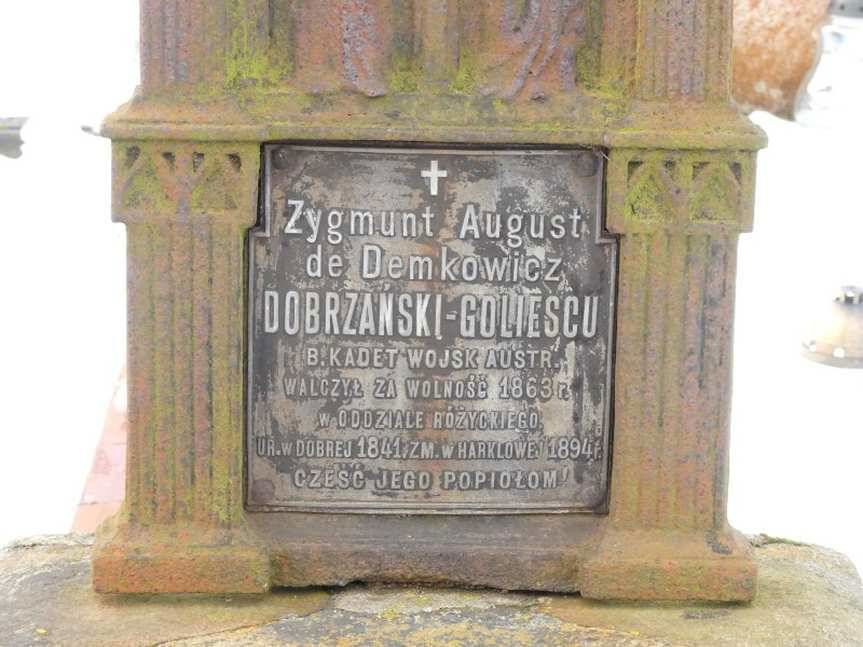 Zygmunt August
de Demkowicz
DOBRZAŃSKI-GOLIESCU
B. KADET WOJSK AUSTR.
WALCZYŁ ZA WOLNOŚĆ 1863 r.
W ODDZIALE RÓŻYCKIEGO
UR. W DOBREJ 1841. ZM. W HARKLOWEJ 1894 r.
CZEŚĆ JEGO POPIOŁOM!